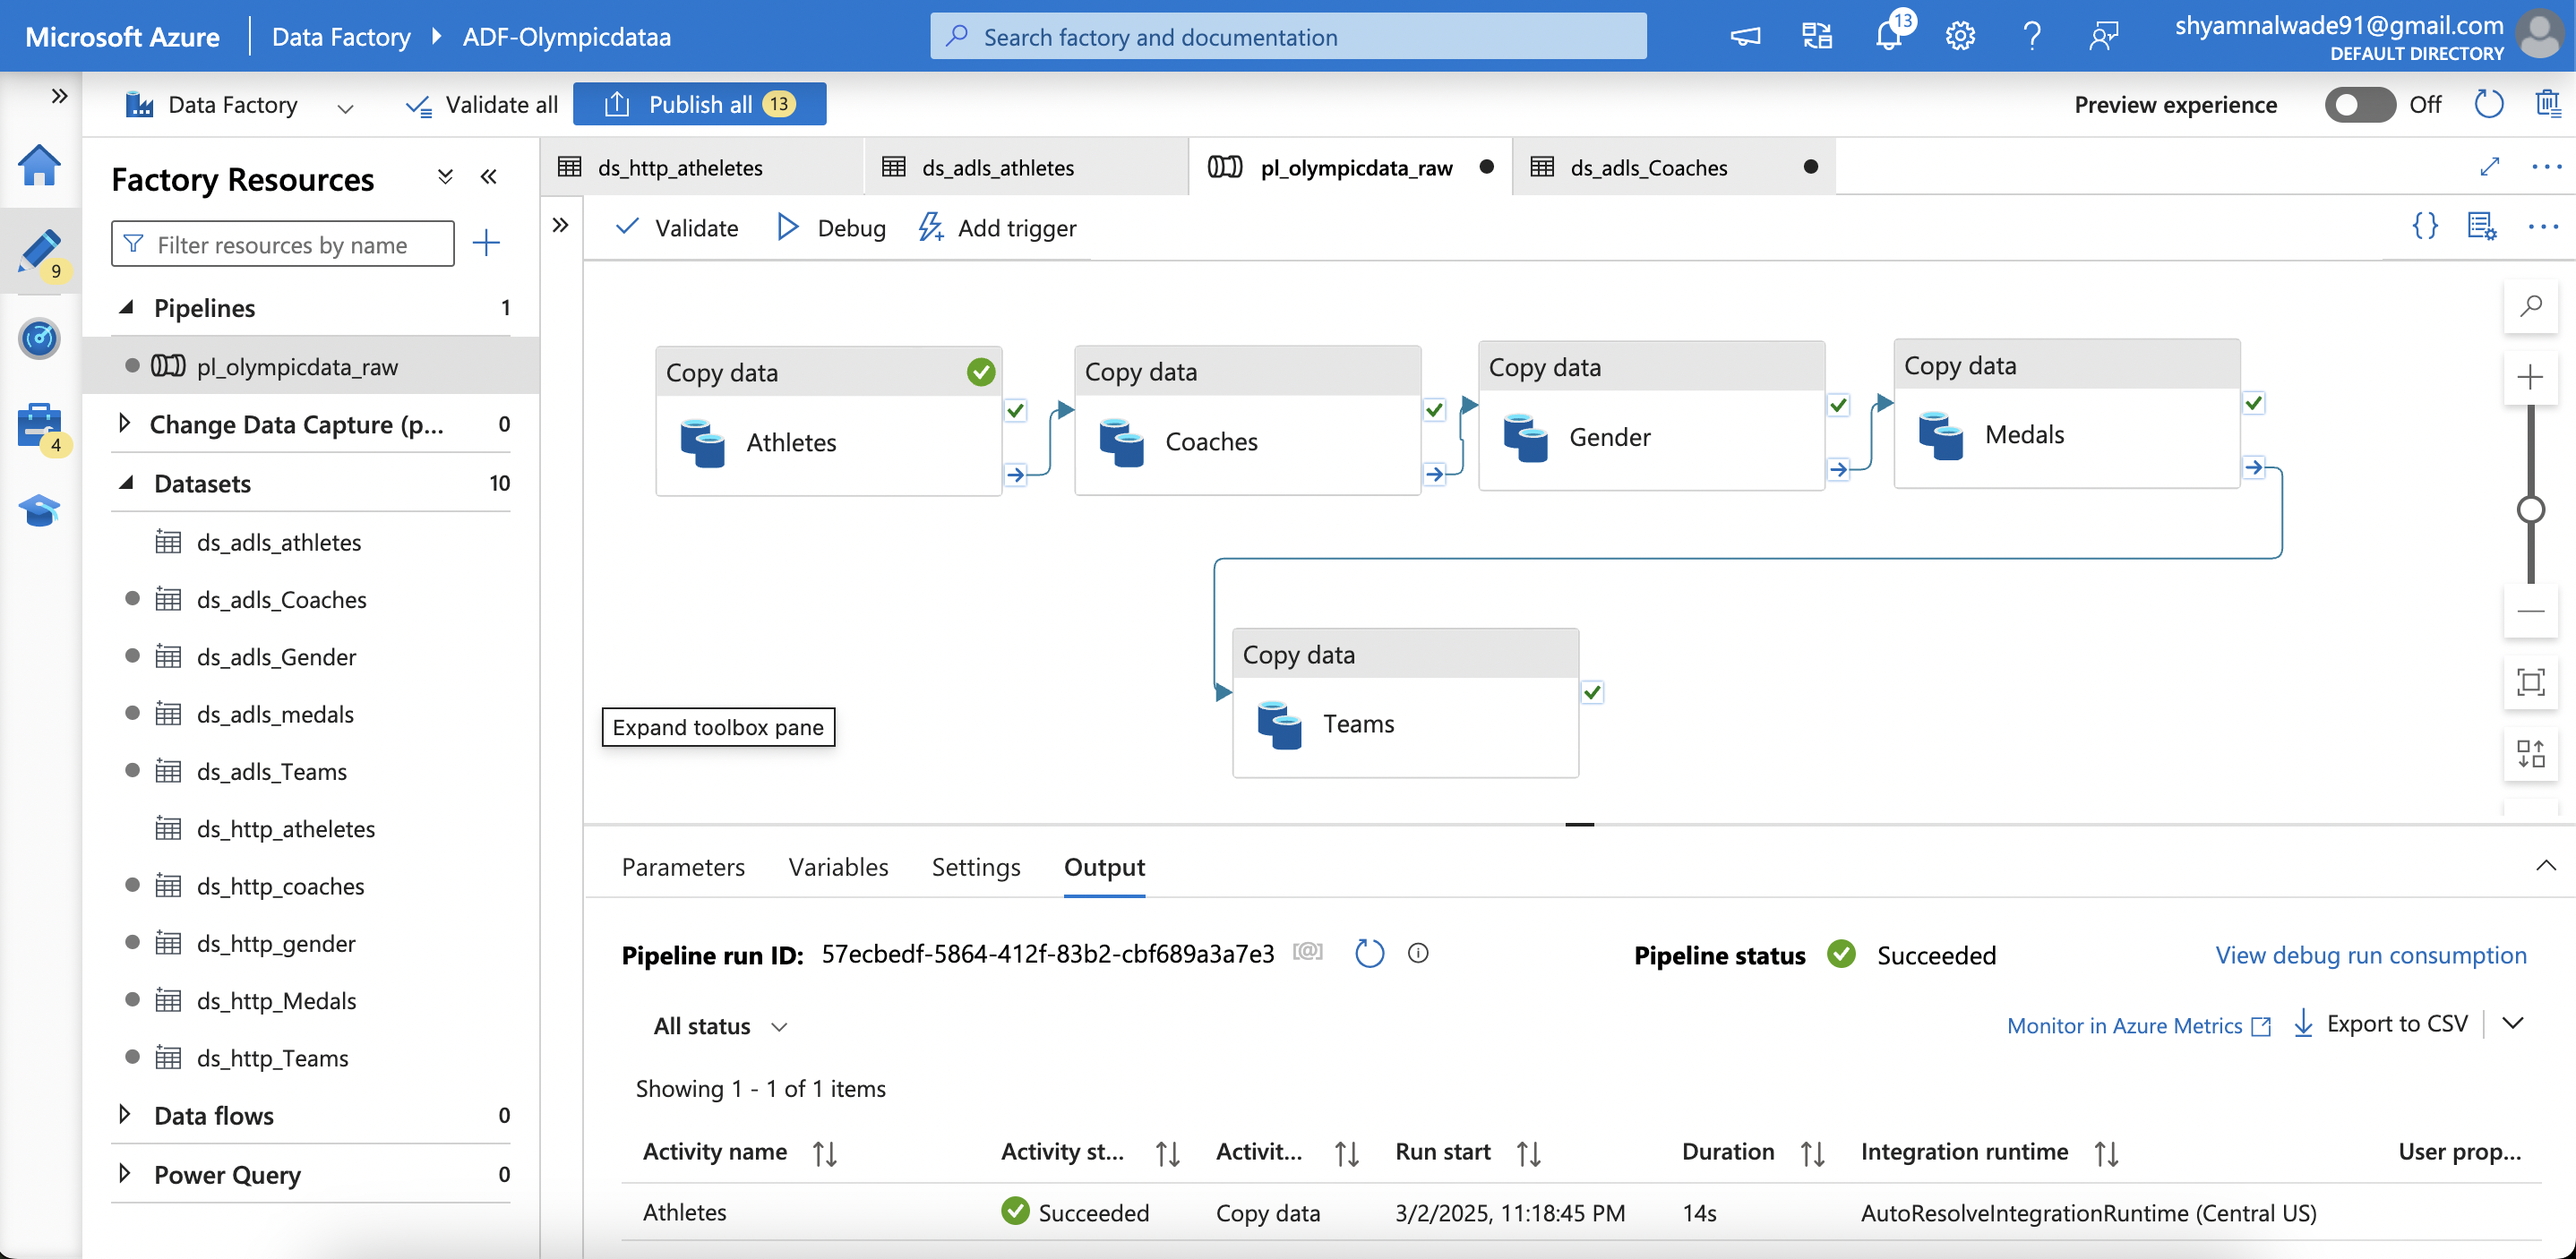 Microsoft Azure
Data Factory
ADF-Olympicdataa
Search factory and documentation
13
shyamnalwade91@gmail.com
DEFAULT DIRECTORY
Data Factory
Validate all
Publish all 13
Preview experience
Off
9
4
Factory Resources
Filter resources by name
Pipelines 1
pl_olympicdata_raw
Change Data Capture (p... 0
Datasets 10
ds_adls_athletes
ds_adls_Coaches
ds_adls_Gender
ds_adls_medals
ds_adls_Teams
ds_http_atheletes
ds_http_coaches
ds_http_gender
ds_http_Medals
ds_http_Teams
Data flows 0
Power Query 0
ds_http_atheletes
ds_adls_athletes
pl_olympicdata_raw
ds_adls_Coaches
Validate
Debug
Add trigger
Copy data
Athletes
Copy data
Coaches
Copy data
Gender
Copy data
Medals
Copy data
Teams
Expand toolbox pane
Parameters
Variables
Settings
Output
Pipeline run ID: 57ecbedf-5864-412f-83b2-cbf689a3a7e3
Pipeline status Succeeded
View debug run consumption
All status
Monitor in Azure Metrics
Export to CSV
Showing 1 - 1 of 1 items
Activity name Activity st... Activit... Run start Duration Integration runtime User prop...
Athletes Succeeded Copy data 3/2/2025, 11:18:45 PM 14s AutoResolveIntegrationRuntime (Central US)